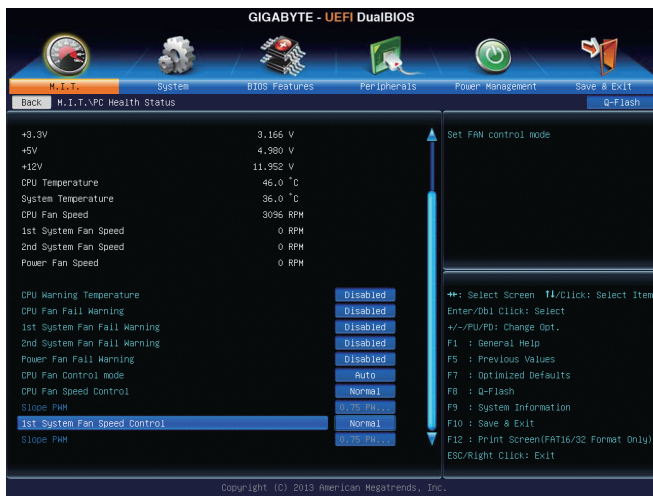 GIGABYTE - UEFI DualBIOS
M.I.T. System BIOS Features Peripherals Power Management Save & Exit
Back M.I.T.\PC Health Status Q-Flash
+3.3V 3.166 V
+5V 4.980 V
+12V 11.952 V
CPU Temperature 46.0 °C
System Temperature 36.0 °C
CPU Fan Speed 3096 RPM
1st System Fan Speed 0 RPM
2nd System Fan Speed 0 RPM
Power Fan Speed 0 RPM
CPU Warning Temperature Disabled
CPU Fan Fail Warning Disabled
1st System Fan Fail Warning Disabled
2nd System Fan Fail Warning Disabled
Power Fan Fail Warning Disabled
CPU Fan Control mode Auto
CPU Fan Speed Control Normal
Slope PWM 0.75 PW...
1st System Fan Speed Control Normal
Slope PWM 0.75 PW...
Set FAN control mode
→←: Select Screen ↑↓/Click: Select Item
Enter/Dbl Click: Select
+/-/PU/PD: Change Opt.
F1 : General Help
F5 : Previous Values
F7 : Optimized Defaults
F8 : Q-Flash
F9 : System Information
F10 : Save & Exit
F12 : Print Screen(FAT16/32 Format Only)
ESC/Right Click: Exit
Copyright (C) 2013 American Megatrends, Inc.